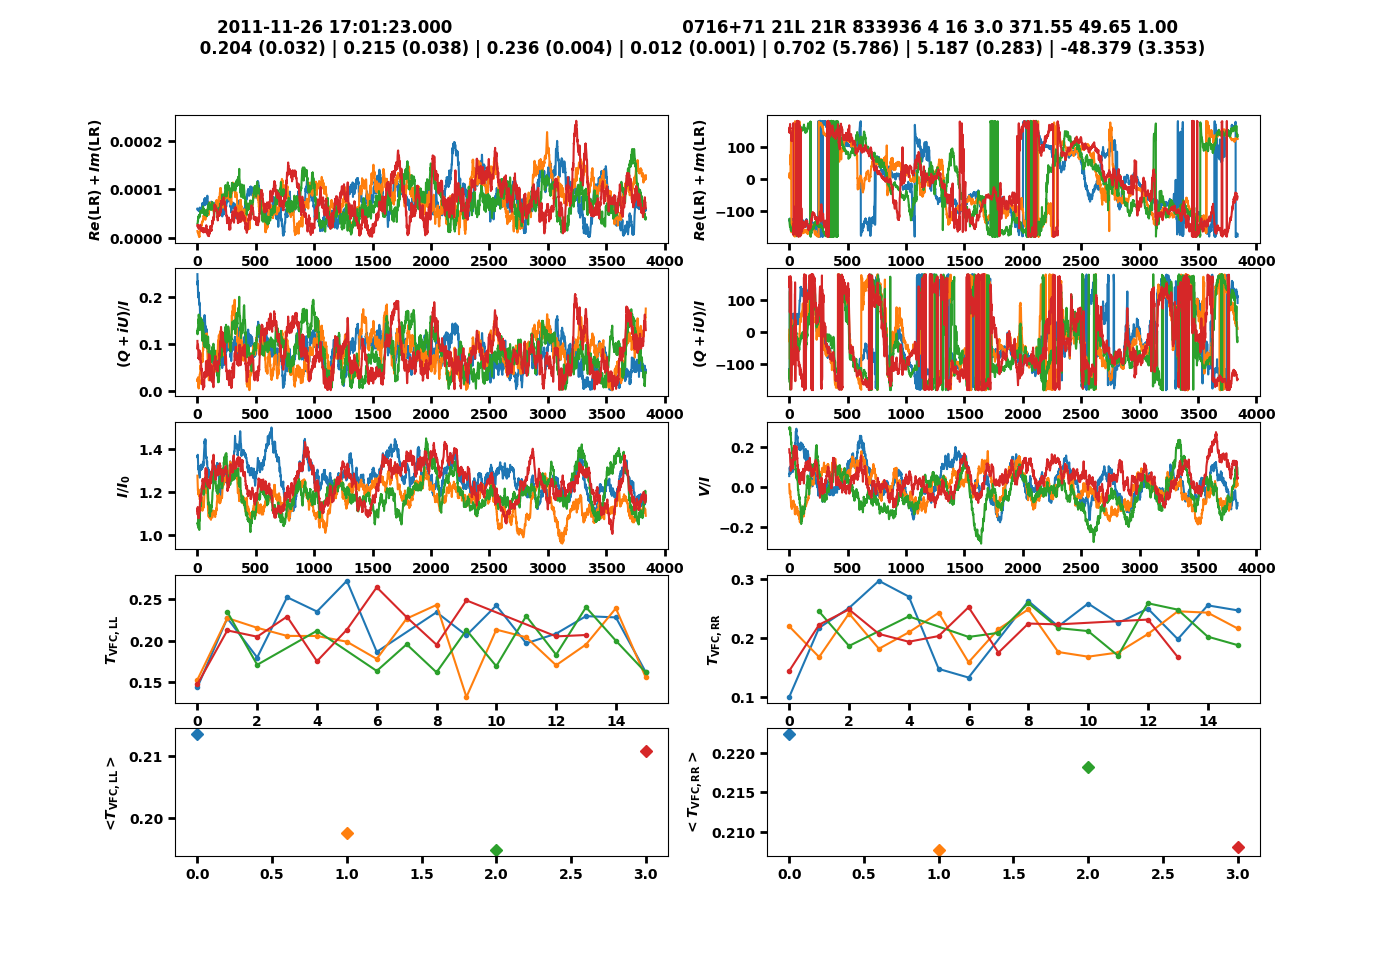 2011-11-26 17:01:23.000 0716+71 21L 21R 833936 4 16 3.0 371.55 49.65 1.00
0.204 (0.032) | 0.215 (0.038) | 0.236 (0.004) | 0.012 (0.001) | 0.702 (5.786) | 5.187 (0.283) | -48.379 (3.353)
Re(LR) + Im(LR)
0.0002
0.0001
0.0000
0 500 1000 1500 2000 2500 3000 3500 4000
Re(LR) + Im(LR)
100
0
−100
0 500 1000 1500 2000 2500 3000 3500 4000
(Q + iU)/I
0.2
0.1
0.0
0 500 1000 1500 2000 2500 3000 3500 4000
(Q + iU)/I
100
0
−100
0 500 1000 1500 2000 2500 3000 3500 4000
I/I0
1.4
1.2
1.0
0 500 1000 1500 2000 2500 3000 3500 4000
V/I
0.2
0.0
−0.2
0 500 1000 1500 2000 2500 3000 3500 4000
TVFC, LL
0.25
0.20
0.15
0 2 4 6 8 10 12 14
TVFC, RR
0.3
0.2
0.1
0 2 4 6 8 10 12 14
<TVFC, LL >
0.21
0.20
0.0 0.5 1.0 1.5 2.0 2.5 3.0
< TVFC, RR >
0.220
0.215
0.210
0.0 0.5 1.0 1.5 2.0 2.5 3.0